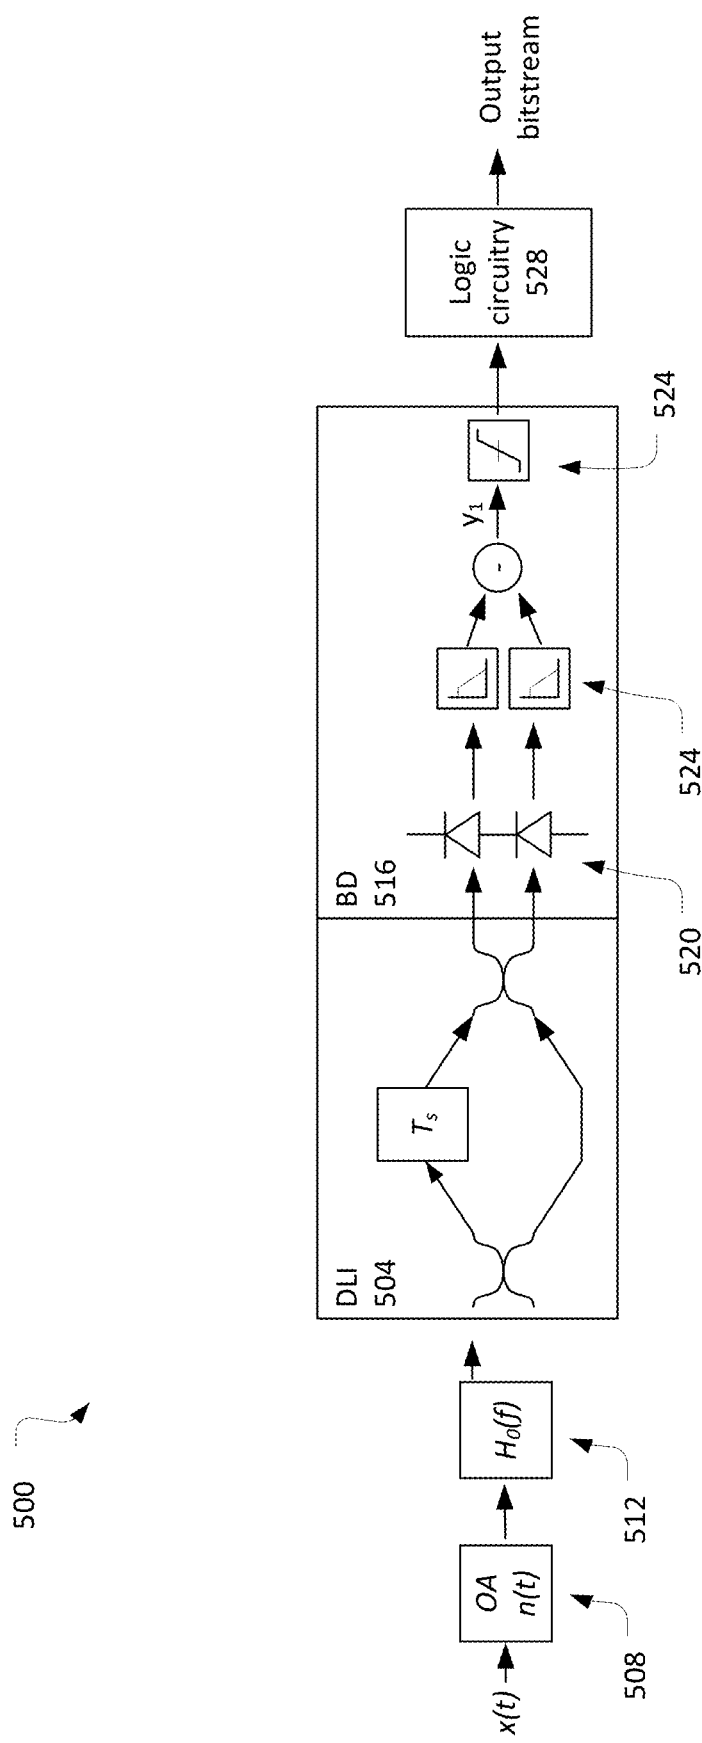 500
x(t)
OA
n(t)
508
H₀(f)
512
DLI
504
Tₛ
BD
516
520
524
-
y₁
524
Logic
circuitry
528
Output
bitstream